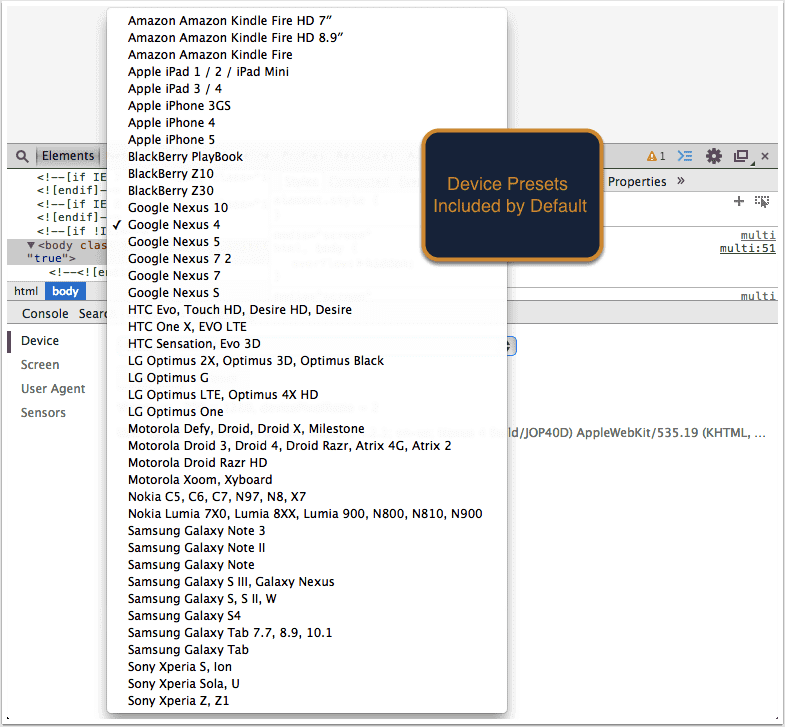 Amazon Amazon Kindle Fire HD 7”
Amazon Amazon Kindle Fire HD 8.9”
Amazon Amazon Kindle Fire
Apple iPad 1 / 2 / iPad Mini
Apple iPad 3 / 4
Apple iPhone 3GS
Apple iPhone 4
Apple iPhone 5
BlackBerry PlayBook
BlackBerry Z10
BlackBerry Z30
Google Nexus 10
✓ Google Nexus 4
Google Nexus 5
Google Nexus 7 2
Google Nexus 7
Google Nexus S
HTC Evo, Touch HD, Desire HD, Desire
HTC One X, EVO LTE
HTC Sensation, Evo 3D
LG Optimus 2X, Optimus 3D, Optimus Black
LG Optimus G
LG Optimus LTE, Optimus 4X HD
LG Optimus One
Motorola Defy, Droid, Droid X, Milestone
Motorola Droid 3, Droid 4, Droid Razr, Atrix 4G, Atrix 2
Motorola Droid Razr HD
Motorola Xoom, Xyboard
Nokia C5, C6, C7, N97, N8, X7
Nokia Lumia 7X0, Lumia 8XX, Lumia 900, N800, N810, N900
Samsung Galaxy Note 3
Samsung Galaxy Note II
Samsung Galaxy Note
Samsung Galaxy S III, Galaxy Nexus
Samsung Galaxy S, S II, W
Samsung Galaxy S4
Samsung Galaxy Tab 7.7, 8.9, 10.1
Samsung Galaxy Tab
Sony Xperia S, Ion
Sony Xperia Sola, U
Sony Xperia Z, Z1
Device Presets
Included by Default
Elements
1
<!--[if IE
<![endif]-
<!--[if IE
<![endif]-
<!--[if !I
<body clas
"true">
<!--<![e
html body
Console Searc
Properties »
multi
multi:51
multi
Device
Screen
User Agent
Sensors
ld/JOP40D) AppleWebKit/535.19 (KHTML, …